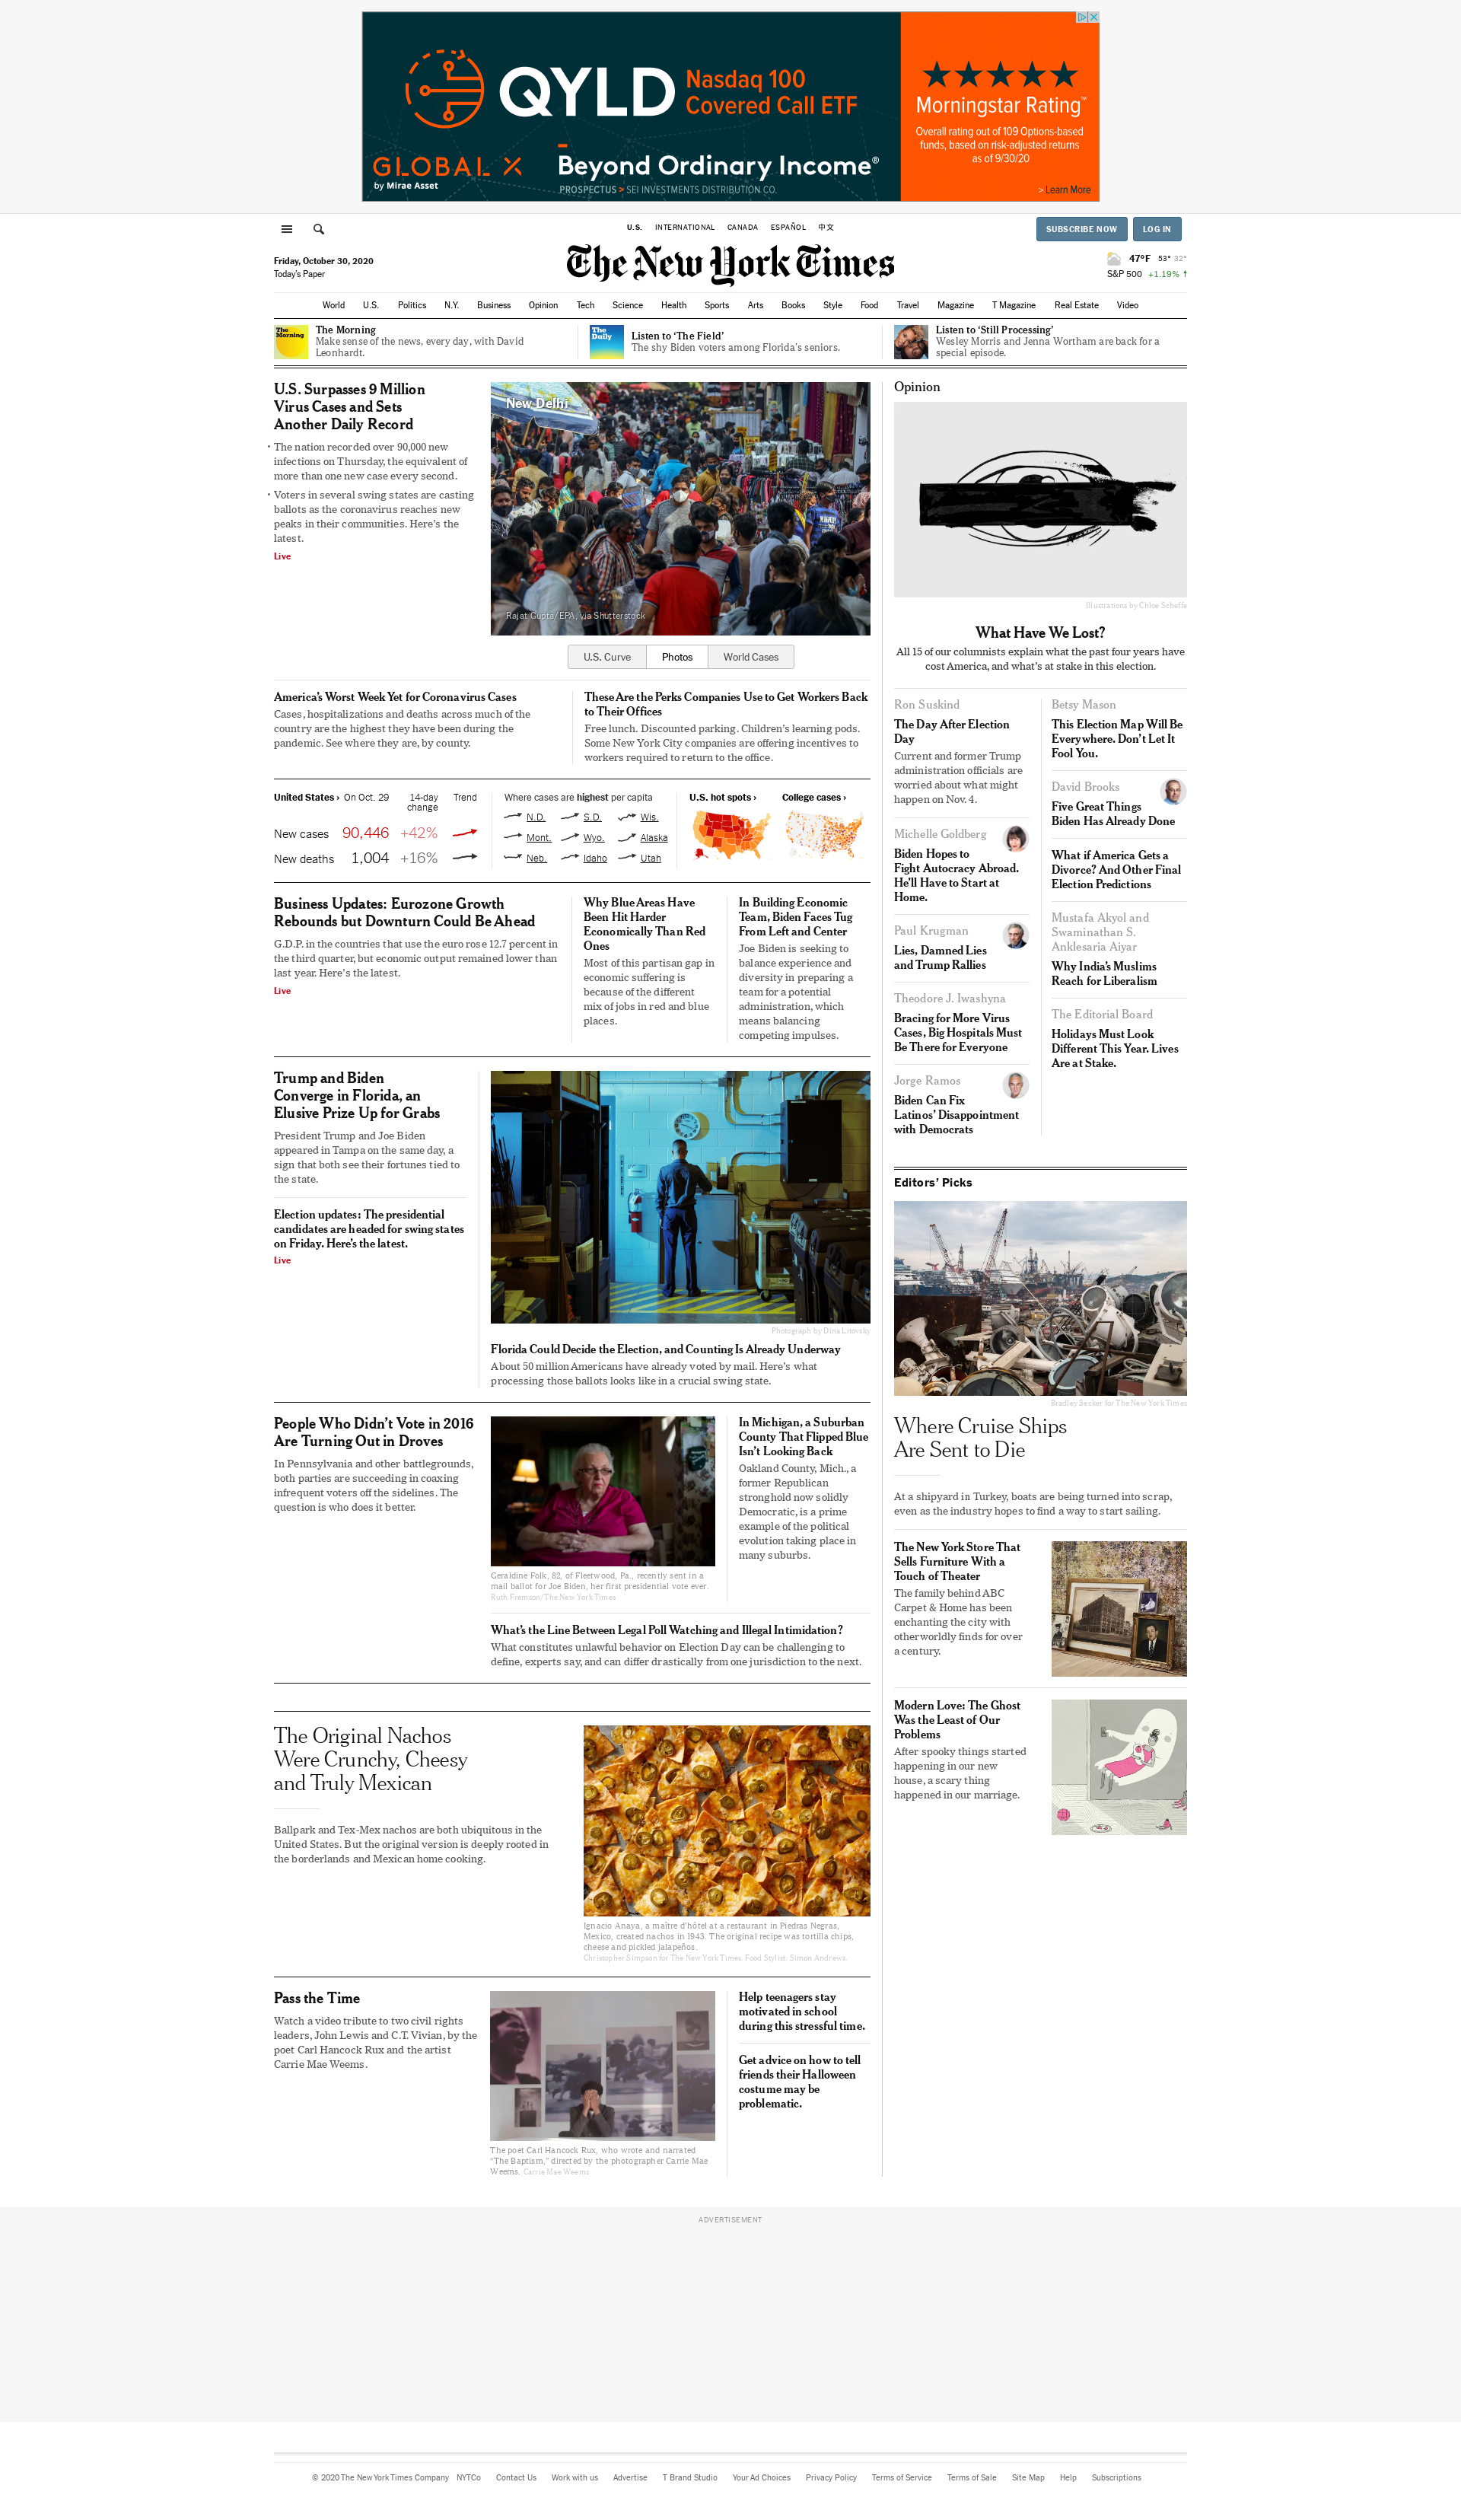 QYLD Nasdaq 100
Covered Call ETF
GLOBAL X
by Mirae Asset
Beyond Ordinary Income®
PROSPECTUS > SEI INVESTMENTS DISTRIBUTION CO.
★★★★★
Morningstar Rating™
Overall rating out of 109 Options-based
funds, based on risk-adjusted returns
as of 9/30/20
> Learn More
U.S. INTERNATIONAL CANADA ESPAÑOL 中文
SUBSCRIBE NOW LOG IN
Friday, October 30, 2020
Today's Paper
The New York Times
47°F 53° 32°
S&P 500 +1.19% ↑
World U.S. Politics N.Y. Business Opinion Tech Science Health Sports Arts Books Style Food Travel Magazine T Magazine Real Estate Video
The Morning
The Morning
Make sense of the news, every day, with David
Leonhardt.
The Daily
Listen to ‘The Field’
The shy Biden voters among Florida’s seniors.
Listen to ‘Still Processing’
Wesley Morris and Jenna Wortham are back for a
special episode.
U.S. Surpasses 9 Million
Virus Cases and Sets
Another Daily Record
• The nation recorded over 90,000 new
infections on Thursday, the equivalent of
more than one new case every second.
• Voters in several swing states are casting
ballots as the coronavirus reaches new
peaks in their communities. Here’s the
latest.
Live
New Delhi
Rajat Gupta/EPA, via Shutterstock
U.S. Curve Photos World Cases
America’s Worst Week Yet for Coronavirus Cases
Cases, hospitalizations and deaths across much of the
country are the highest they have been during the
pandemic. See where they are, by county.
These Are the Perks Companies Use to Get Workers Back
to Their Offices
Free lunch. Discounted parking. Children’s learning pods.
Some New York City companies are offering incentives to
workers required to return to the office.
United States › On Oct. 29 14-day
change Trend
New cases 90,446 +42%
New deaths 1,004 +16%
Where cases are highest per capita
N.D. S.D. Wis.
Mont. Wyo. Alaska
Neb. Idaho Utah
U.S. hot spots › College cases ›
Business Updates: Eurozone Growth
Rebounds but Downturn Could Be Ahead
G.D.P. in the countries that use the euro rose 12.7 percent in
the third quarter, but economic output remained lower than
last year. Here’s the latest.
Live
Why Blue Areas Have
Been Hit Harder
Economically Than Red
Ones
Most of this partisan gap in
economic suffering is
because of the different
mix of jobs in red and blue
places.
In Building Economic
Team, Biden Faces Tug
From Left and Center
Joe Biden is seeking to
balance experience and
diversity in preparing a
team for a potential
administration, which
means balancing
competing impulses.
Trump and Biden
Converge in Florida, an
Elusive Prize Up for Grabs
President Trump and Joe Biden
appeared in Tampa on the same day, a
sign that both see their fortunes tied to
the state.
Election updates: The presidential
candidates are headed for swing states
on Friday. Here’s the latest.
Live
Photograph by Dina Litovsky
Florida Could Decide the Election, and Counting Is Already Underway
About 50 million Americans have already voted by mail. Here’s what
processing those ballots looks like in a crucial swing state.
People Who Didn’t Vote in 2016
Are Turning Out in Droves
In Pennsylvania and other battlegrounds,
both parties are succeeding in coaxing
infrequent voters off the sidelines. The
question is who does it better.
Geraldine Folk, 82, of Fleetwood, Pa., recently sent in a
mail ballot for Joe Biden, her first presidential vote ever.
Ruth Fremson/The New York Times
In Michigan, a Suburban
County That Flipped Blue
Isn’t Looking Back
Oakland County, Mich., a
former Republican
stronghold now solidly
Democratic, is a prime
example of the political
evolution taking place in
many suburbs.
What’s the Line Between Legal Poll Watching and Illegal Intimidation?
What constitutes unlawful behavior on Election Day can be challenging to
define, experts say, and can differ drastically from one jurisdiction to the next.
The Original Nachos
Were Crunchy, Cheesy
and Truly Mexican
Ballpark and Tex-Mex nachos are both ubiquitous in the
United States. But the original version is deeply rooted in
the borderlands and Mexican home cooking.
Ignacio Anaya, a maître d’hôtel at a restaurant in Piedras Negras,
Mexico, created nachos in 1943. The original recipe was tortilla chips,
cheese and pickled jalapeños.
Christopher Simpson for The New York Times. Food Stylist: Simon Andrews.
Pass the Time
Watch a video tribute to two civil rights
leaders, John Lewis and C.T. Vivian, by the
poet Carl Hancock Rux and the artist
Carrie Mae Weems.
The poet Carl Hancock Rux, who wrote and narrated
“The Baptism,” directed by the photographer Carrie Mae
Weems. Carrie Mae Weems
Help teenagers stay
motivated in school
during this stressful time.
Get advice on how to tell
friends their Halloween
costume may be
problematic.
Opinion
Illustrations by Chloe Scheffe
What Have We Lost?
All 15 of our columnists explain what the past four years have
cost America, and what’s at stake in this election.
Ron Suskind
The Day After Election
Day
Current and former Trump
administration officials are
worried about what might
happen on Nov. 4.
Michelle Goldberg
Biden Hopes to
Fight Autocracy Abroad.
He’ll Have to Start at
Home.
Paul Krugman
Lies, Damned Lies
and Trump Rallies
Theodore J. Iwashyna
Bracing for More Virus
Cases, Big Hospitals Must
Be There for Everyone
Jorge Ramos
Biden Can Fix
Latinos’ Disappointment
with Democrats
Betsy Mason
This Election Map Will Be
Everywhere. Don’t Let It
Fool You.
David Brooks
Five Great Things
Biden Has Already Done
What if America Gets a
Divorce? And Other Final
Election Predictions
Mustafa Akyol and
Swaminathan S.
Anklesaria Aiyar
Why India’s Muslims
Reach for Liberalism
The Editorial Board
Holidays Must Look
Different This Year. Lives
Are at Stake.
Editors’ Picks
Bradley Secker for The New York Times
Where Cruise Ships
Are Sent to Die
At a shipyard in Turkey, boats are being turned into scrap,
even as the industry hopes to find a way to start sailing.
The New York Store That
Sells Furniture With a
Touch of Theater
The family behind ABC
Carpet & Home has been
enchanting the city with
otherworldly finds for over
a century.
Modern Love: The Ghost
Was the Least of Our
Problems
After spooky things started
happening in our new
house, a scary thing
happened in our marriage.
ADVERTISEMENT
© 2020 The New York Times Company NYTCo Contact Us Work with us Advertise T Brand Studio Your Ad Choices Privacy Policy Terms of Service Terms of Sale Site Map Help Subscriptions